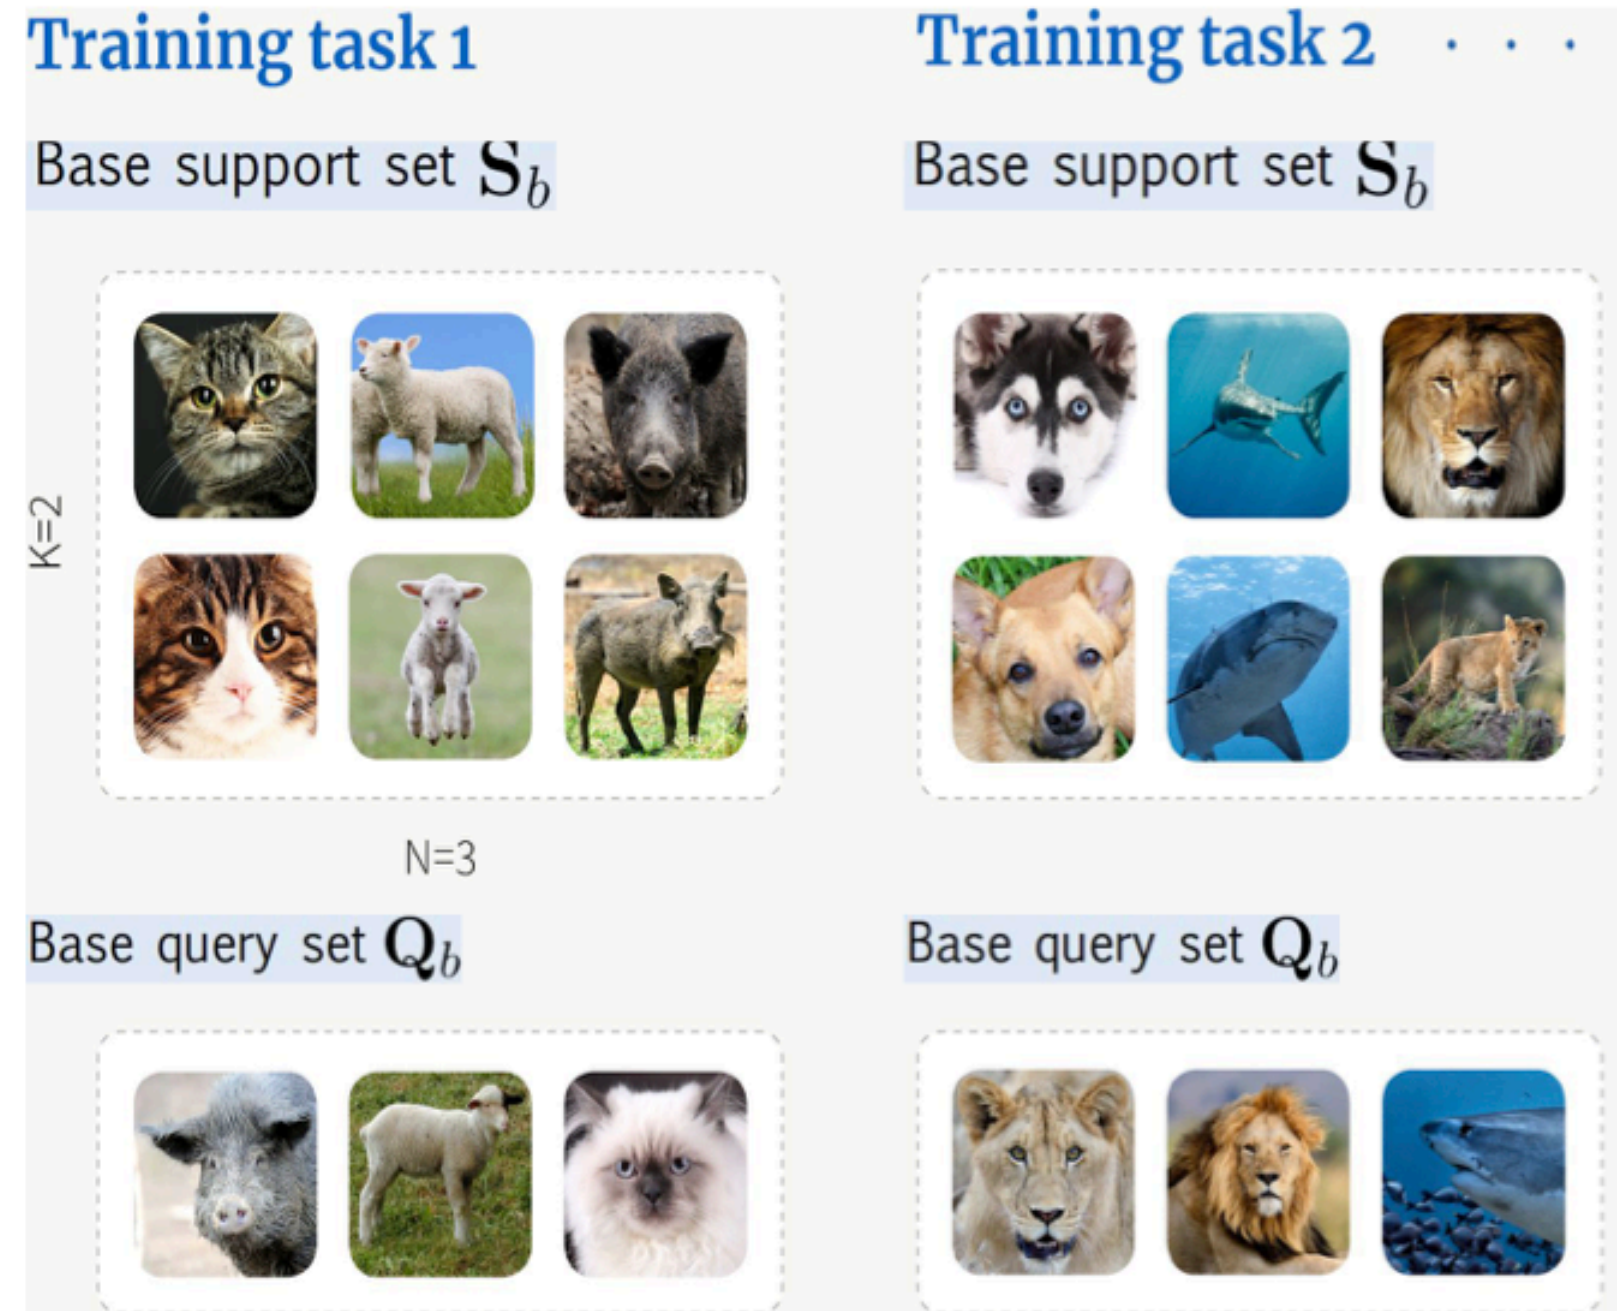 Training task 1
Training task 2 . . .
Base support set S_b
Base support set S_b
K=2
N=3
Base query set Q_b
Base query set Q_b